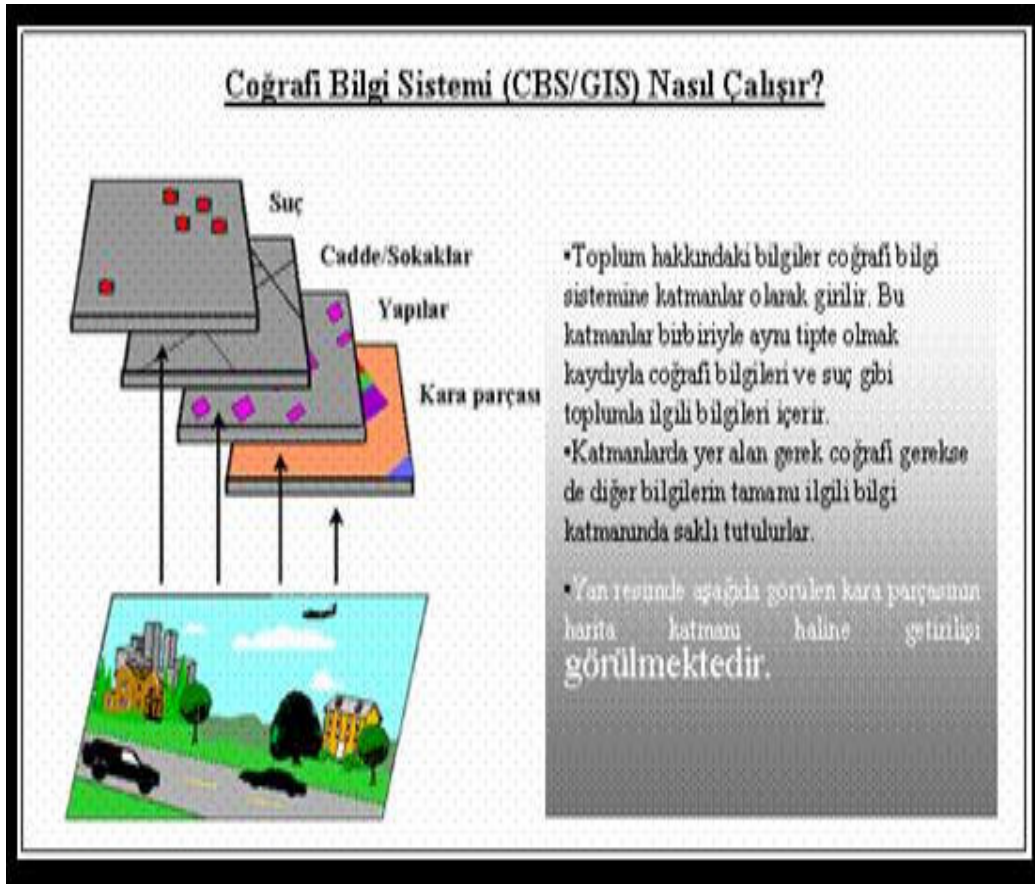 Coğrafi Bilgi Sistemi (CBS/GIS) Nasıl Çalışır?
Suç
Cadde/Sokaklar
Yapılar
Kara parçası
•Toplum hakkındaki bilgiler coğrafi bilgi
sistemine katmanlar olarak girilir. Bu
katmanlar birbiriyle aynı tipte olmak
kaydıyla coğrafi bilgileri ve suç gibi
toplumla ilgili bilgileri içerir.
•Katmanlarda yer alan gerek coğrafi gerekse
de diğer bilgilerin tamamı ilgili bilgi
katmanında saklı tutulurlar.
•Yan resimde aşağıda görülen kara parçasının
harita katmanı haline getirilişi
görülmektedir.